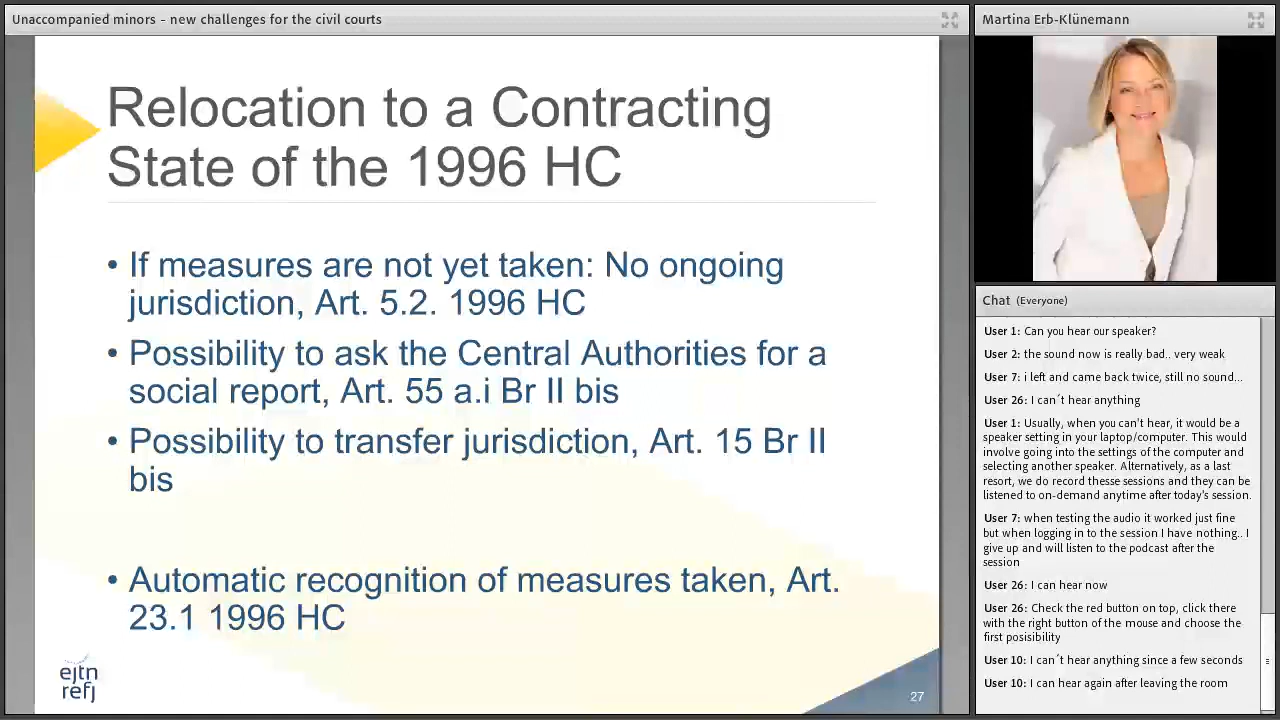 Unaccompanied minors - new challenges for the civil courts
Relocation to a Contracting
State of the 1996 HC
• If measures are not yet taken: No ongoing
jurisdiction, Art. 5.2. 1996 HC
• Possibility to ask the Central Authorities for a
social report, Art. 55 a.i Br II bis
• Possibility to transfer jurisdiction, Art. 15 Br II
bis
• Automatic recognition of measures taken, Art.
23.1 1996 HC
ejtn
refj
27
Martina Erb-Klünemann
Chat (Everyone)
User 1: Can you hear our speaker?
User 2: the sound now is really bad.. very weak
User 7: i left and came back twice, still no sound...
User 26: I can´t hear anything
User 1: Usually, when you can't hear, it would be a
speaker setting in your laptop/computer. This would
involve going into the settings of the computer and
selecting another speaker. Alternatively, as a last
resort, we do record thesse sessions and they can be
listened to on-demand anytime after today's session.
User 7: when testing the audio it worked just fine
but when logging in to the session I have nothing.. I
give up and will listen to the podcast after the
session
User 26: I can hear now
User 26: Check the red button on top, click there
with the right button of the mouse and choose the
first posisibility
User 10: I can´t hear anything since a few seconds
User 10: I can hear again after leaving the room